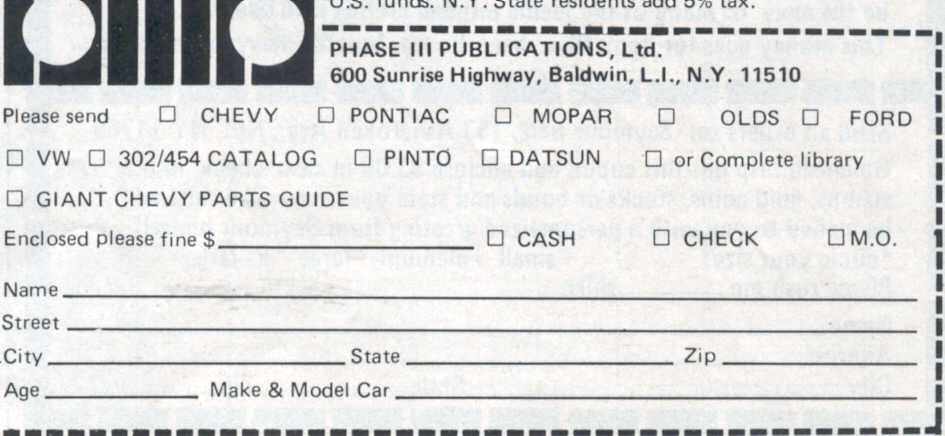 U.S. funds. N.Y. State residents add 5% tax.
PHASE III PUBLICATIONS, Ltd.
600 Sunrise Highway, Baldwin, L.I., N.Y. 11510
Please send □ CHEVY □ PONTIAC □ MOPAR □ OLDS □ FORD
□ VW □ 302/454 CATALOG □ PINTO □ DATSUN □ or Complete library
□ GIANT CHEVY PARTS GUIDE
Enclosed please fine $ □ CASH □ CHECK □ M.O.
Name
Street
City State Zip
Age Make & Model Car